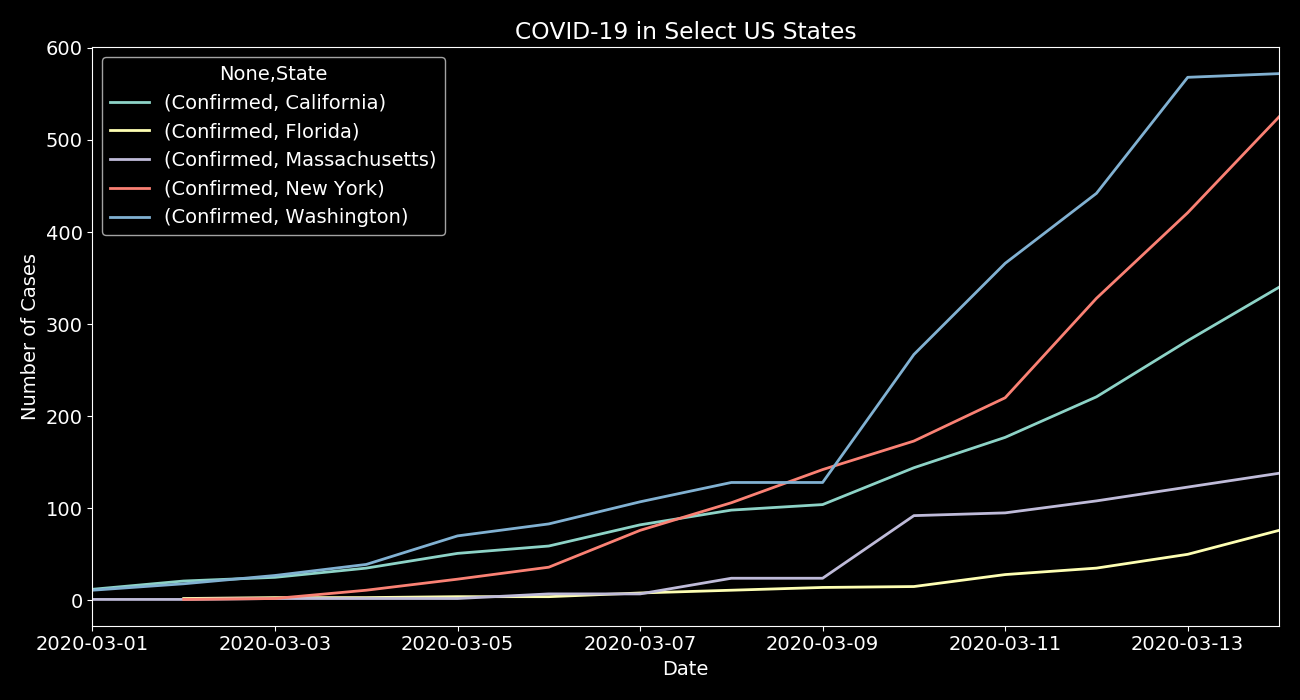 COVID-19 in Select US States
600
500
400
300
200
100
0
Number of Cases
None,State
(Confirmed, California)
(Confirmed, Florida)
(Confirmed, Massachusetts)
(Confirmed, New York)
(Confirmed, Washington)
2020-03-01 2020-03-03 2020-03-05 2020-03-07 2020-03-09 2020-03-11 2020-03-13
Date